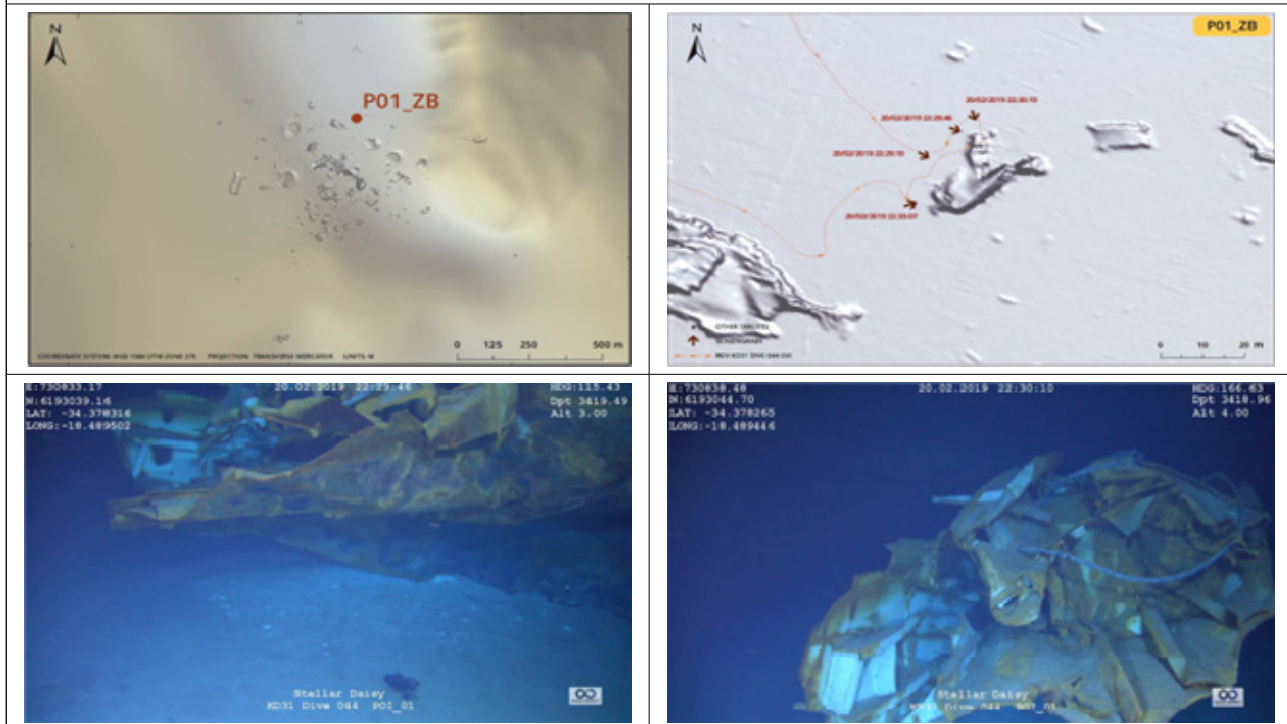 N
P01_ZB
0 125 250 500 m
COORDINATE SYSTEM: WGS 1984 UTM ZONE 27S PROJECTION: TRANSVERSE MERCATOR UNITS: M
N
P01_ZB
20/02/2019 22:30:10
20/02/2019 22:29:46
20/02/2019 22:29:10
20/02/2019 22:33:07
0 10 20 m
E:730833.17 20.02.2019 22:29:46 HDG:115.43
N:6193039.16 Dpt 3419.49
LAT: -34.378316 Alt 3.00
LONG:-18.489502
Stellar Daisy
KD31 Dive 044 POI_01
E:730838.48 20.02.2019 22:30:10 HDG:166.63
N:6193044.70 Dpt 3418.96
LAT: -34.378265 Alt 4.00
LONG:-18.489446
Stellar Daisy
KD31 Dive 044 POI_01